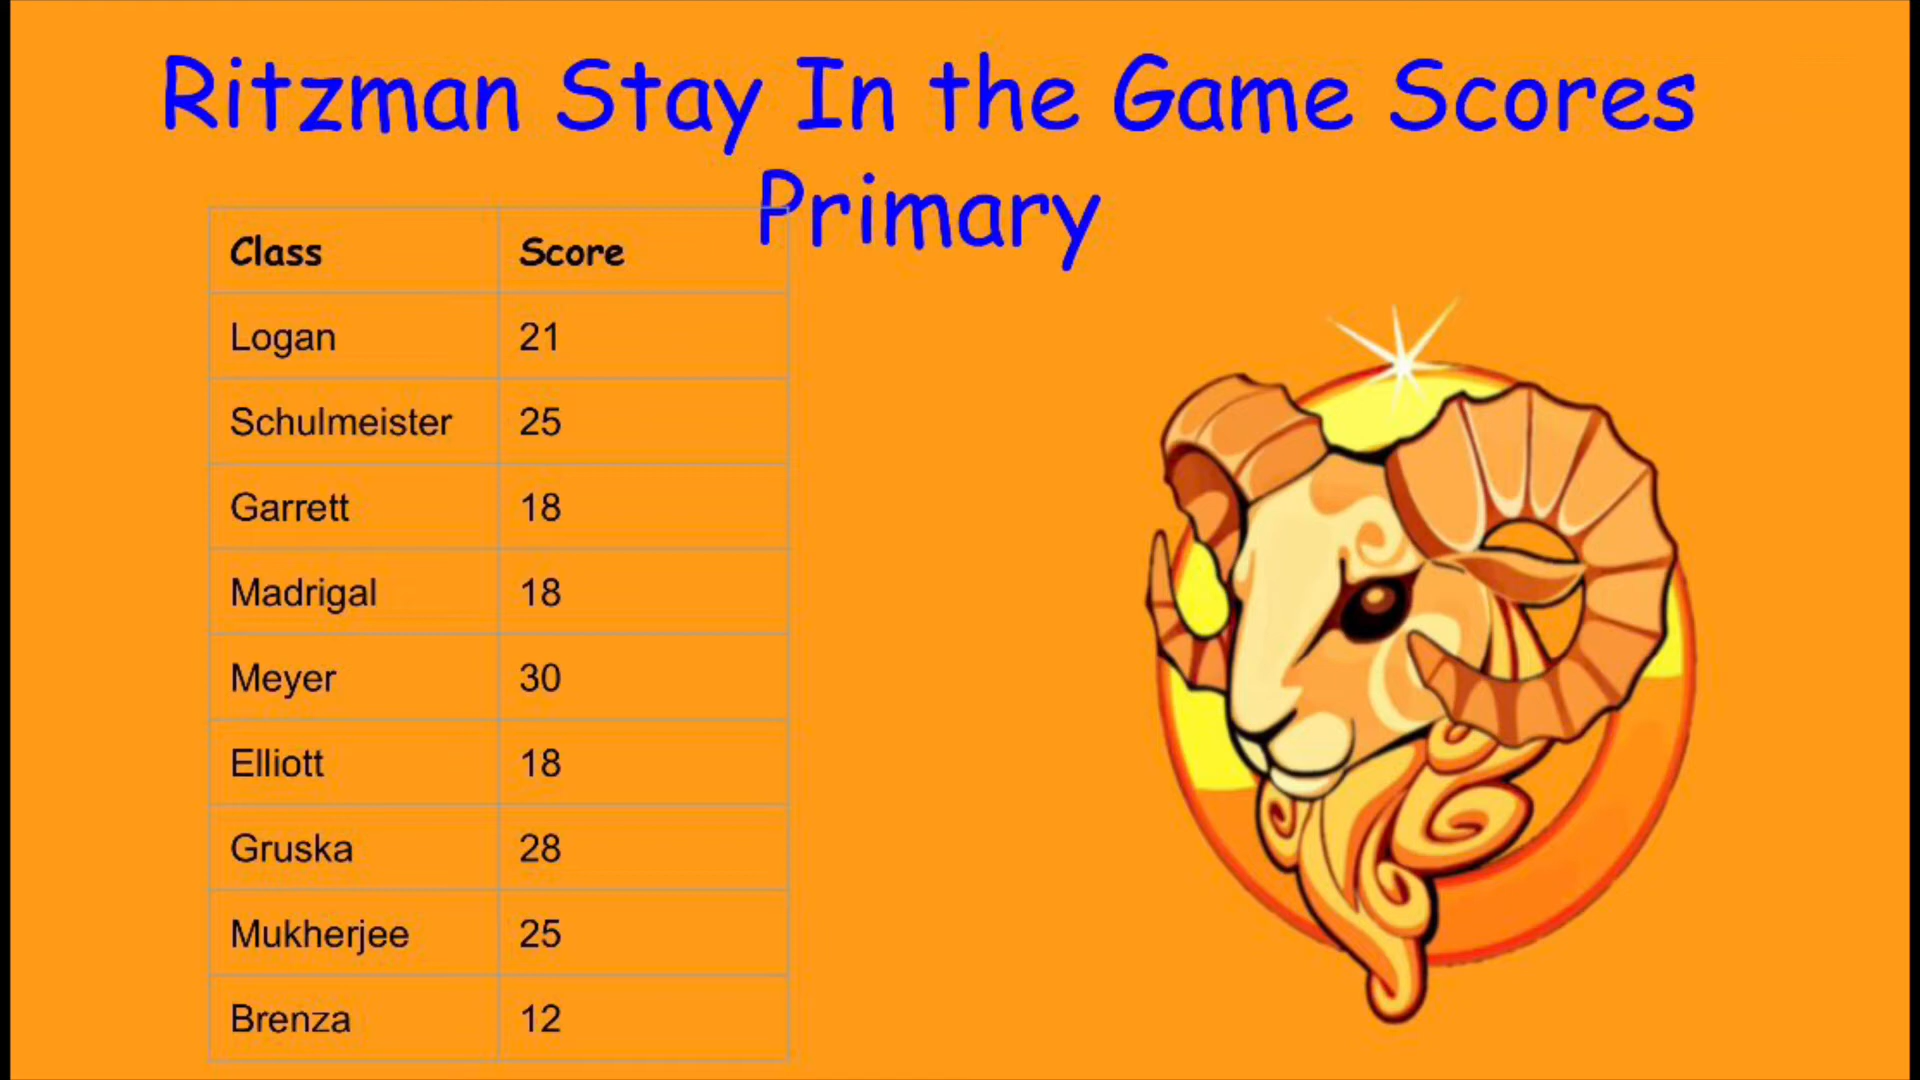 Ritzman Stay In the Game Scores
Primary
Class Score
Logan 21
Schulmeister 25
Garrett 18
Madrigal 18
Meyer 30
Elliott 18
Gruska 28
Mukherjee 25
Brenza 12